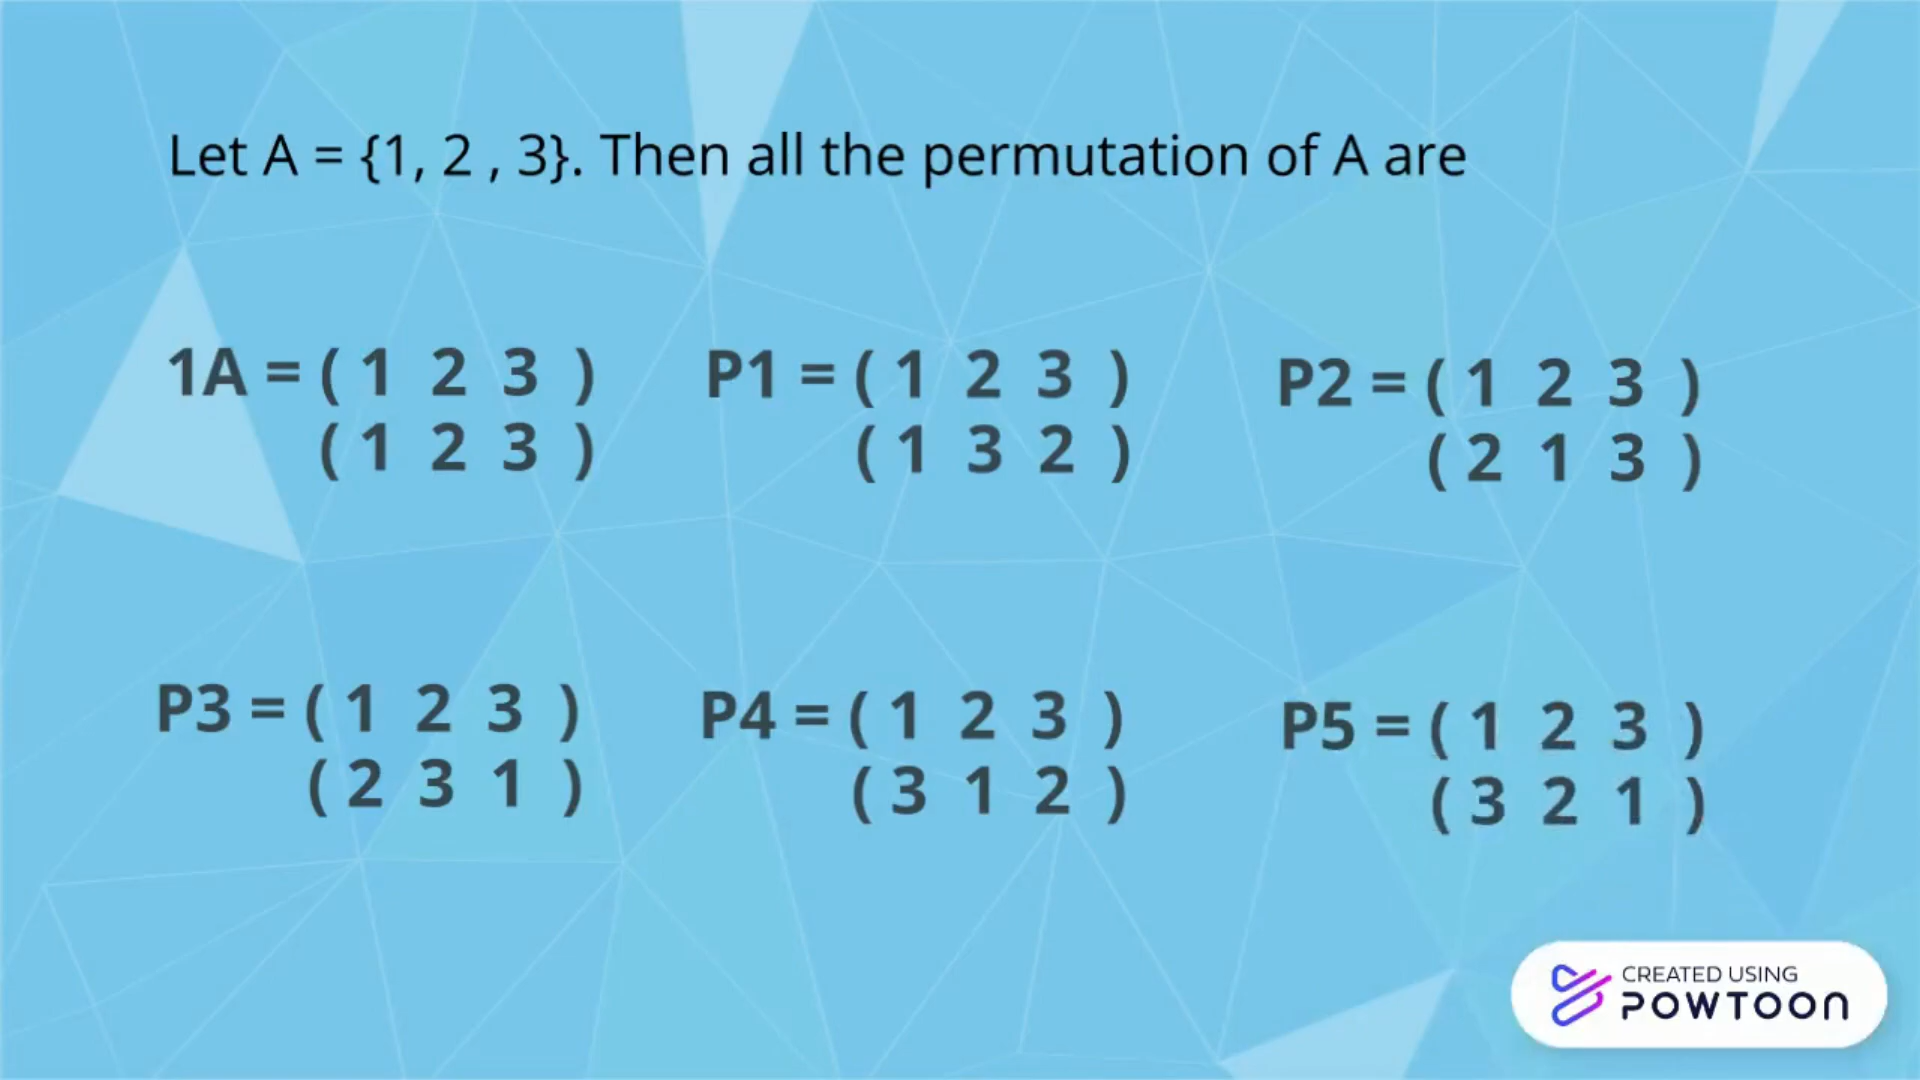 Let A = {1, 2 , 3}. Then all the permutation of A are
1A = ( 1 2 3 )
( 1 2 3 )
P1 = ( 1 2 3 )
( 1 3 2 )
P2 = ( 1 2 3 )
( 2 1 3 )
P3 = ( 1 2 3 )
( 2 3 1 )
P4 = ( 1 2 3 )
( 3 1 2 )
P5 = ( 1 2 3 )
( 3 2 1 )
CREATED USING
POWTOON